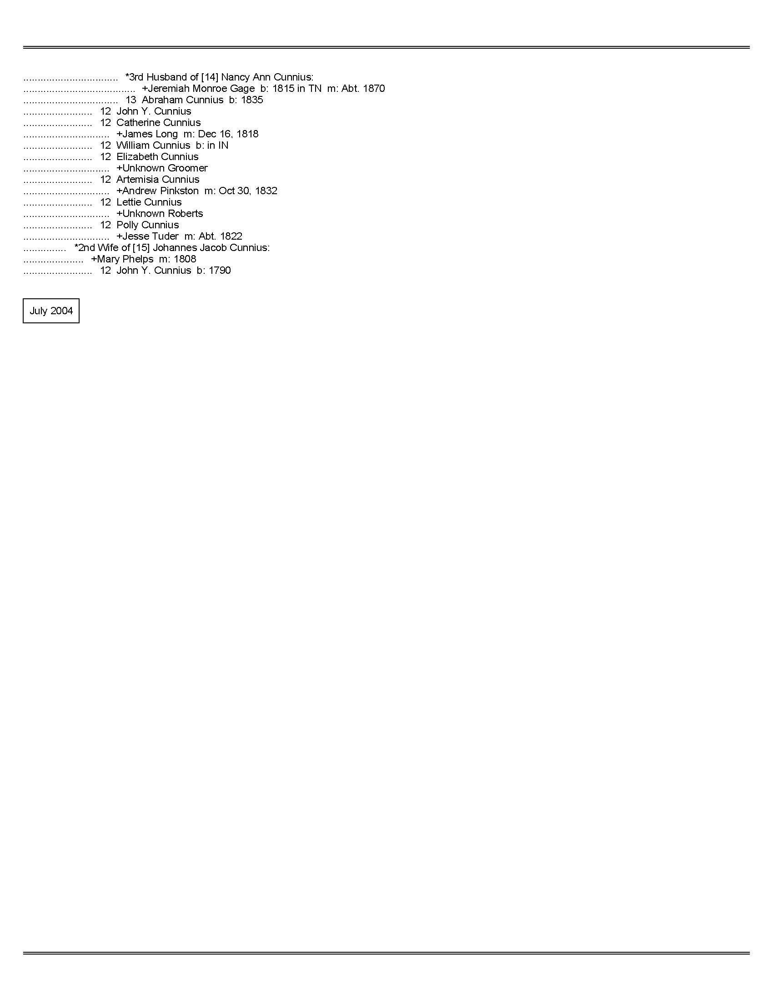 ................................. *3rd Husband of [14] Nancy Ann Cunnius:
....................................... +Jeremiah Monroe Gage b: 1815 in TN m: Abt. 1870
................................. 13 Abraham Cunnius b: 1835
........................ 12 John Y. Cunnius
........................ 12 Catherine Cunnius
.............................. +James Long m: Dec 16, 1818
........................ 12 William Cunnius b: in IN
........................ 12 Elizabeth Cunnius
.............................. +Unknown Groomer
........................ 12 Artemisia Cunnius
.............................. +Andrew Pinkston m: Oct 30, 1832
........................ 12 Lettie Cunnius
.............................. +Unknown Roberts
........................ 12 Polly Cunnius
.............................. +Jesse Tuder m: Abt. 1822
............... *2nd Wife of [15] Johannes Jacob Cunnius:
..................... +Mary Phelps m: 1808
........................ 12 John Y. Cunnius b: 1790
July 2004